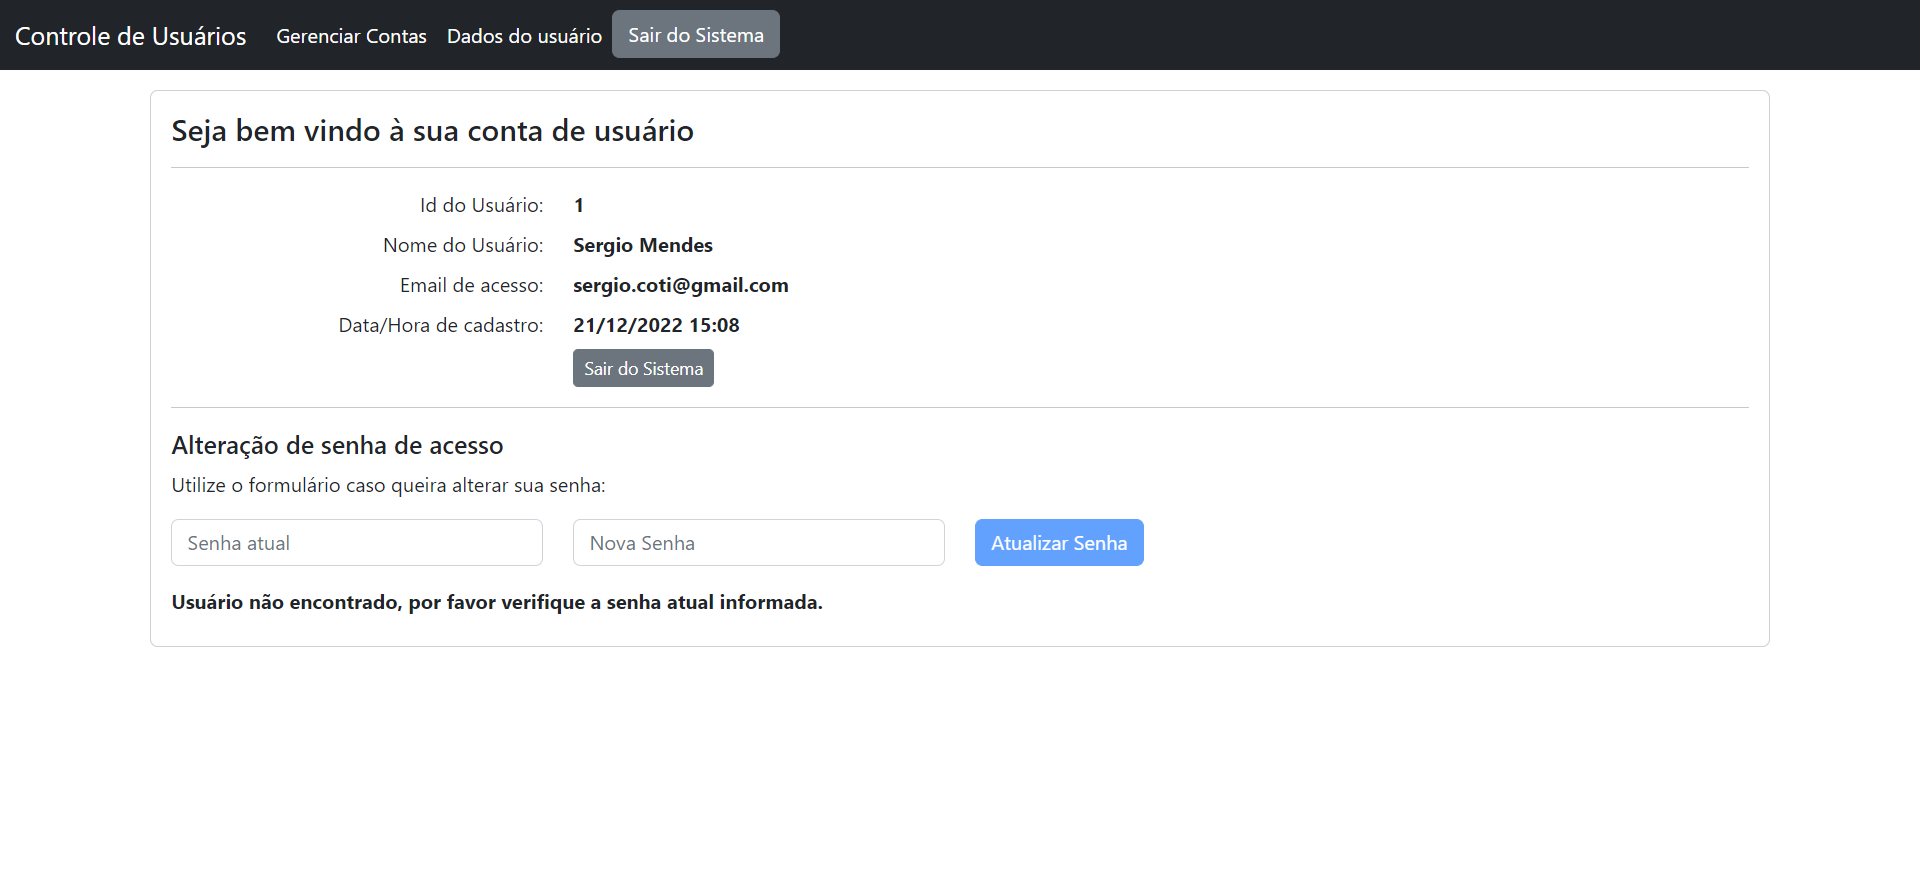 Controle de Usuários Gerenciar Contas Dados do usuário Sair do Sistema
Seja bem vindo à sua conta de usuário
Id do Usuário: 1
Nome do Usuário: Sergio Mendes
Email de acesso: sergio.coti@gmail.com
Data/Hora de cadastro: 21/12/2022 15:08
Sair do Sistema
Alteração de senha de acesso
Utilize o formulário caso queira alterar sua senha:
Senha atual Nova Senha Atualizar Senha
Usuário não encontrado, por favor verifique a senha atual informada.